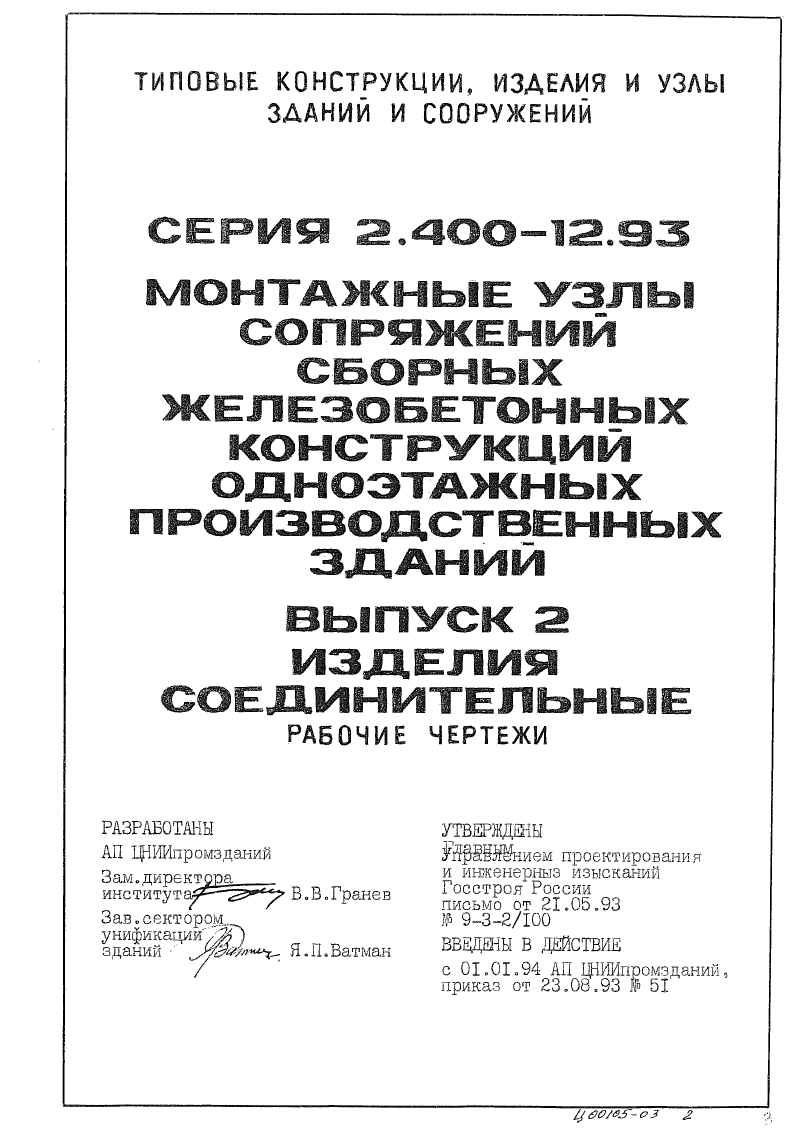 ТИПОВЫЕ КОНСТРУКЦИИ, ИЗДЕЛИЯ И УЗЛЫ
ЗДАНИЙ И СООРУЖЕНИЙ
СЕРИЯ 2.400-12.93
МОНТАЖНЫЕ УЗЛЫ
СОПРЯЖЕНИЙ
СБОРНЫХ
ЖЕЛЕЗОБЕТОННЫХ
КОНСТРУКЦИЙ
ОДНОЭТАЖНЫХ
ПРОИЗВОДСТВЕННЫХ
ЗДАНИЙ
ВЫПУСК 2
ИЗДЕЛИЯ
СОЕДИНИТЕЛЬНЫЕ
РАБОЧИЕ ЧЕРТЕЖИ
РАЗРАБОТАНЫ
АП ЦНИИпромзданий
Зам.директора
института В.В.Гранев
Зав.сектором
унификации
зданий Я.П.Ватман
УТВЕРЖДЕНЫ
Главным
Управлением проектирования
и инженерных изысканий
Госстроя России
письмо от 21.05.93
№ 9-3-2/100
ВВЕДЕНЫ В ДЕЙСТВИЕ
с 01.01.94 АП ЦНИИпромзданий,
приказ от 23.08.93 № 51
Ц00105-03 2
3